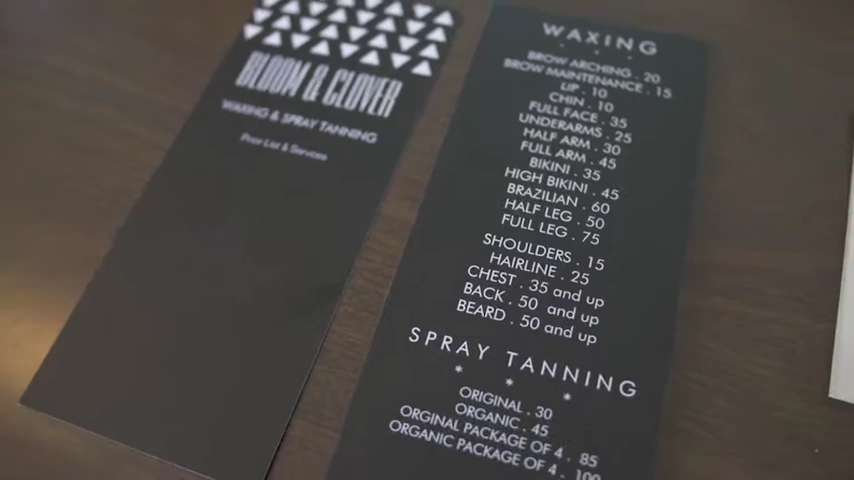 BLOOM & CLOVER
WAXING & SPRAY TANNING
Price List & Services
WAXING
BROW ARCHING . 20
BROW MAINTENANCE . 15
LIP . 10
CHIN . 10
FULL FACE . 35
UNDERARMS . 25
HALF ARM . 30
FULL ARM . 45
BIKINI . 35
HIGH BIKINI . 45
BRAZILIAN . 60
HALF LEG . 50
FULL LEG . 75
SHOULDERS . 15
HAIRLINE . 25
CHEST . 35 and up
BACK . 50 and up
BEARD . 50 and up
SPRAY TANNING
* * *
ORIGINAL . 30
ORGANIC . 45
ORGINAL PACKAGE OF 4 . 85
ORGANIC PACKAGE OF 4 . 100